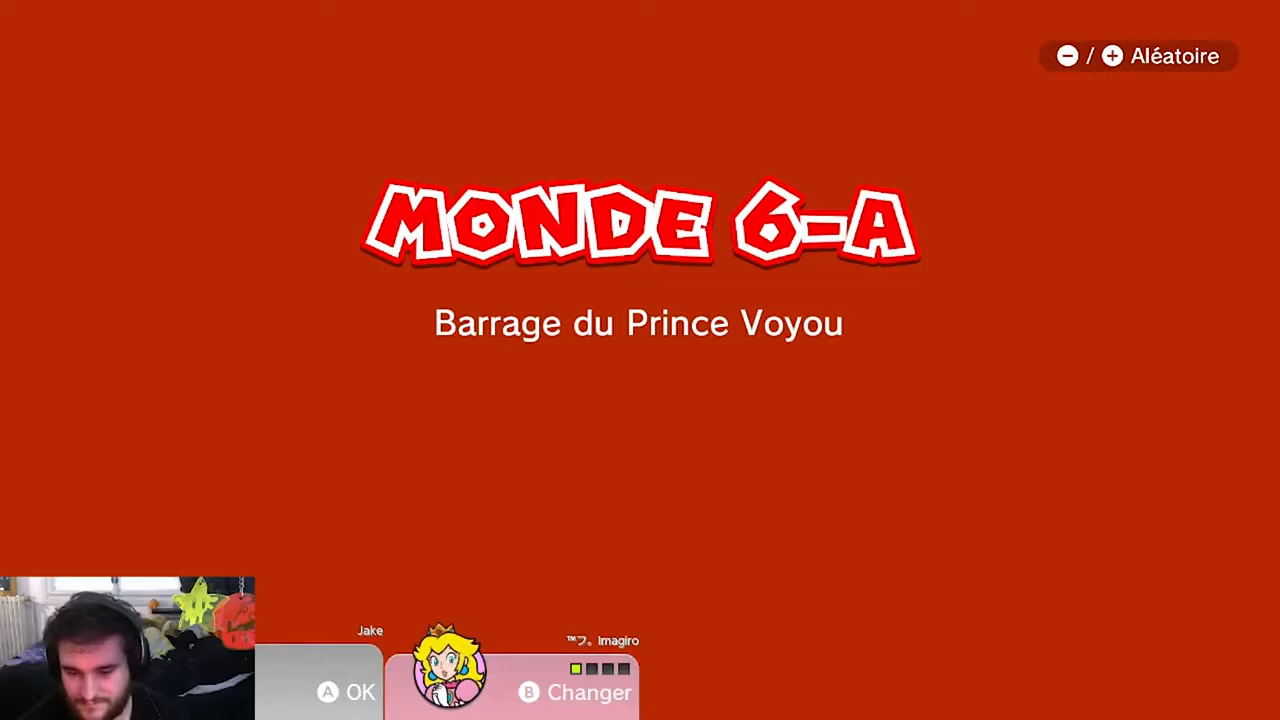 - / + Aléatoire
MONDE 6-A
Barrage du Prince Voyou
Jake
A OK
™フ。Imagiro
B Changer